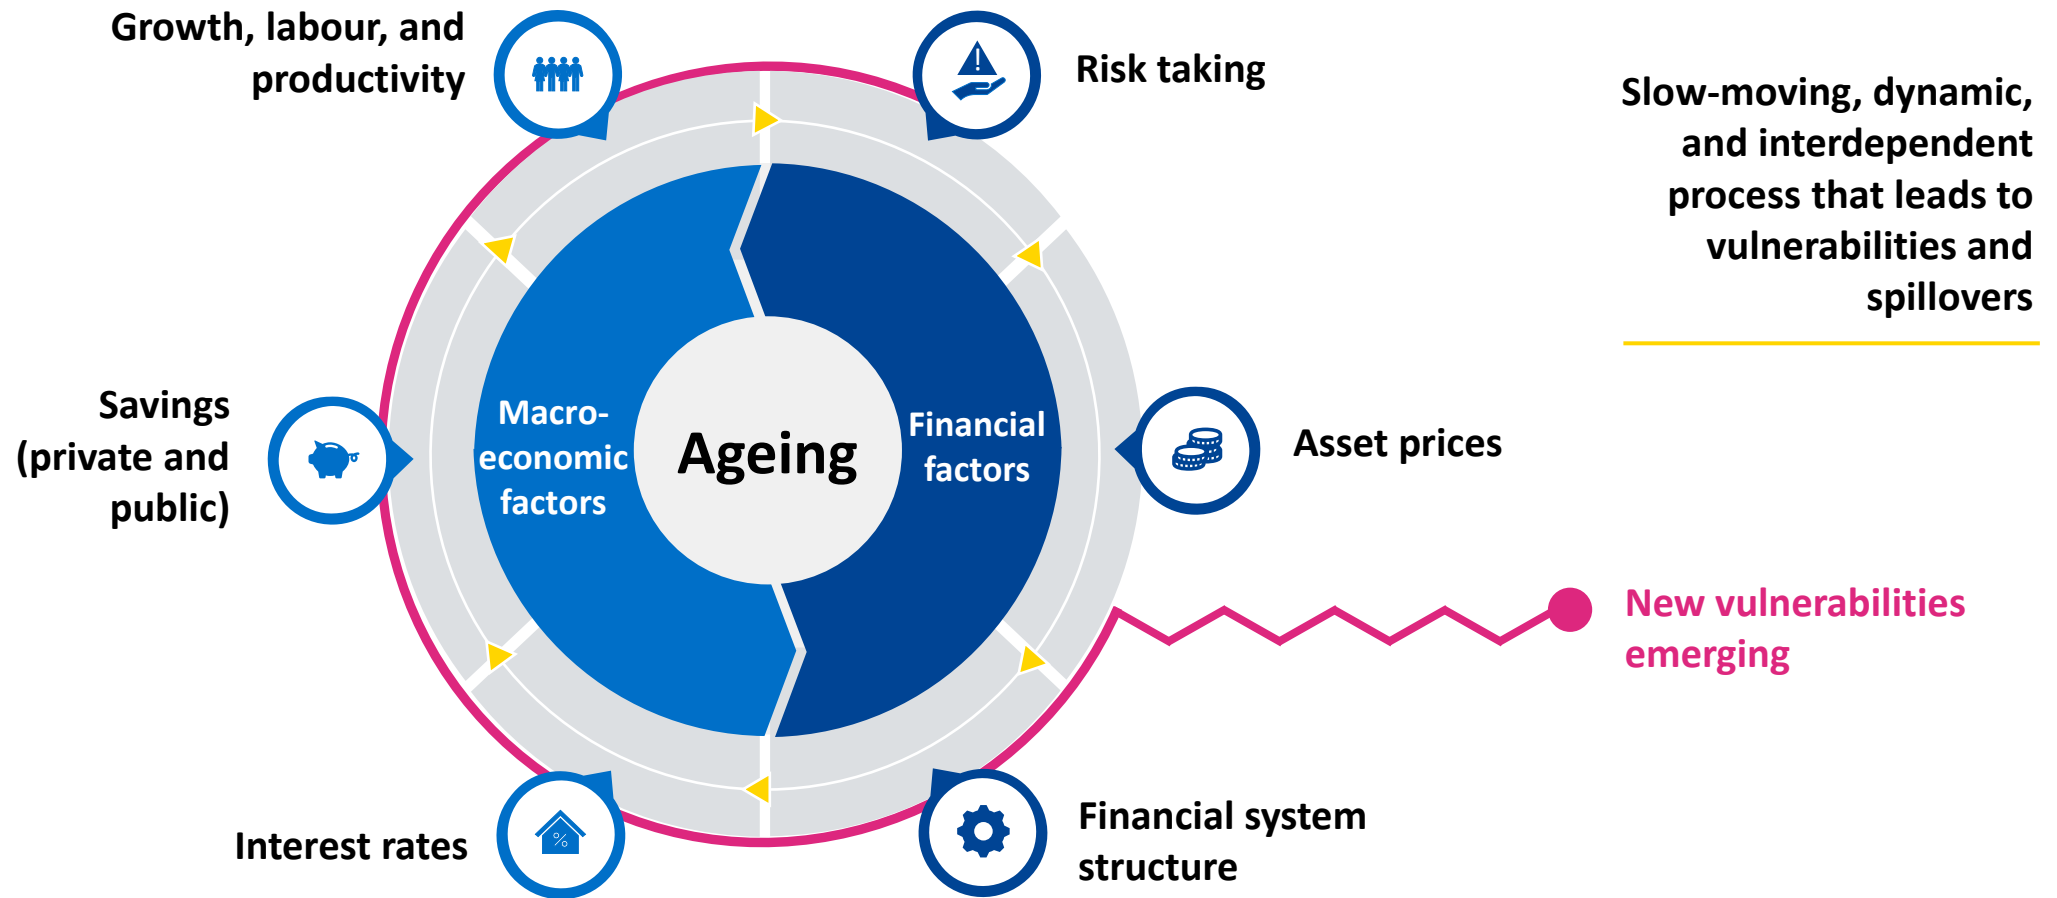 Growth, labour, and
productivity
Risk taking
Slow-moving, dynamic,
and interdependent
process that leads to
vulnerabilities and
spillovers
Savings
(private and
public)
Macro-
economic
factors
Ageing
Financial
factors
Asset prices
New vulnerabilities
emerging
Interest rates
%
Financial system
structure